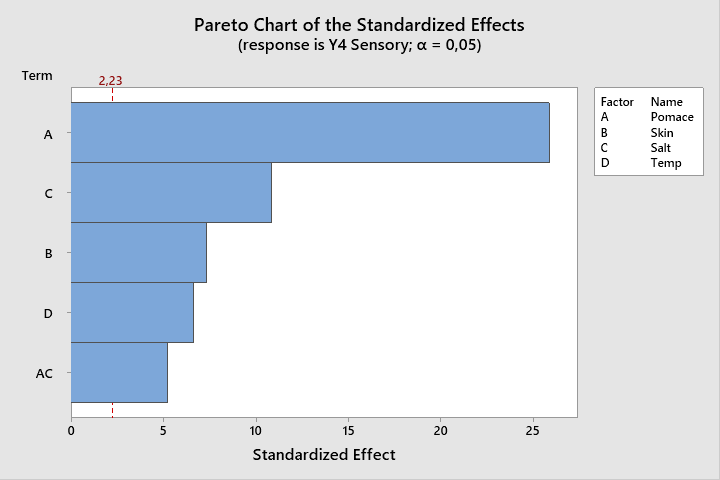 Pareto Chart of the Standardized Effects
(response is Y4 Sensory; α = 0,05)
Term
2,23
A
C
B
D
AC
0 5 10 15 20 25
Standardized Effect
Factor Name
A Pomace
B Skin
C Salt
D Temp